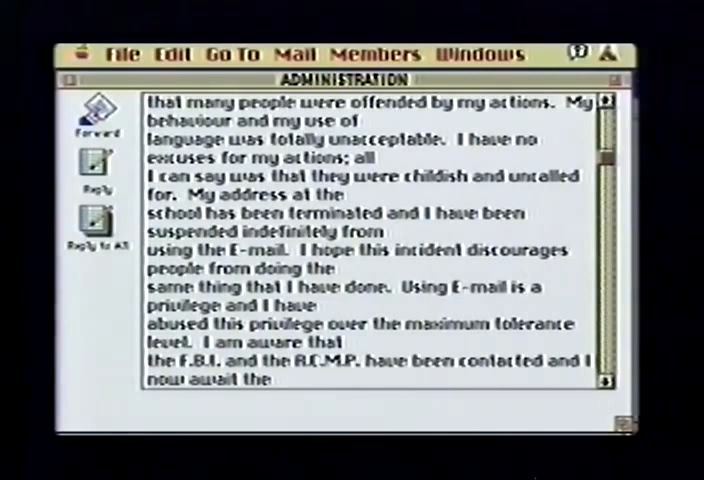 File Edit Go To Mail Members Windows
ADMINISTRATION
Forward
Reply
Reply to All
that many people were offended by my actions. My
behaviour and my use of
language was totally unacceptable. I have no
excuses for my actions; all
I can say was that they were childish and uncalled
for. My address at the
school has been terminated and I have been
suspended indefinitely from
using the E-mail. I hope this incident discourages
people from doing the
same thing that I have done. Using E-mail is a
privilege and I have
abused this privilege over the maximum tolerance
level. I am aware that
the F.B.I. and the R.C.M.P. have been contacted and I
now await the